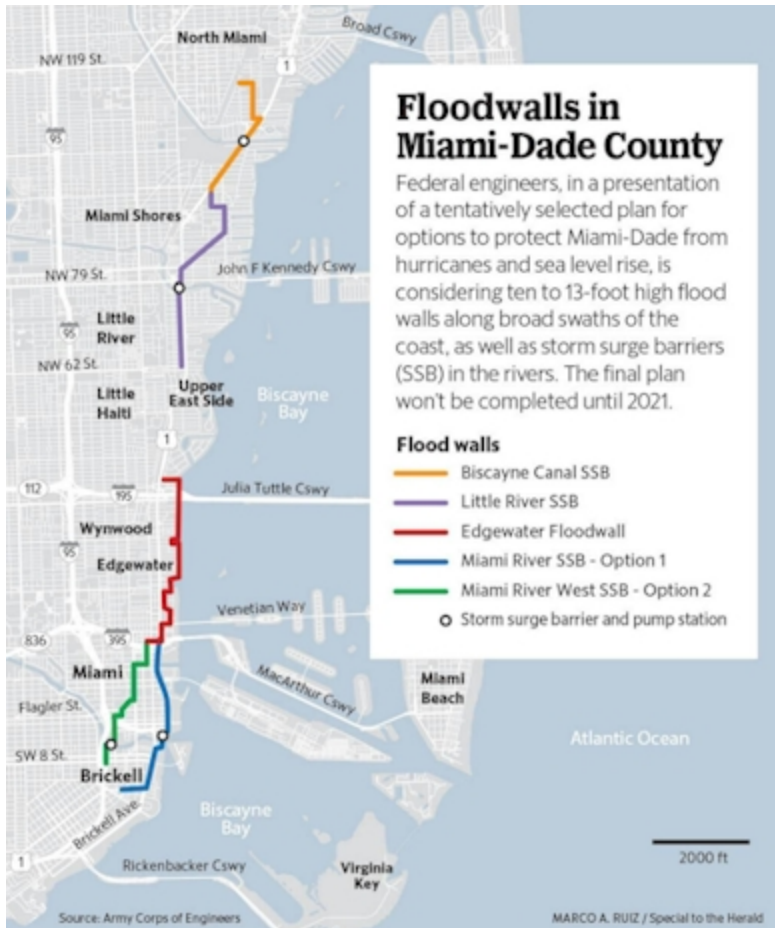 North Miami
Broad Cswy
NW 119 St.
1
95
Floodwalls in
Miami-Dade County
Federal engineers, in a presentation
of a tentatively selected plan for
options to protect Miami-Dade from
hurricanes and sea level rise, is
considering ten to 13-foot high flood
walls along broad swaths of the
coast, as well as storm surge barriers
(SSB) in the rivers. The final plan
won't be completed until 2021.
Flood walls
Biscayne Canal SSB
Little River SSB
Edgewater Floodwall
Miami River SSB - Option 1
Miami River West SSB - Option 2
Storm surge barrier and pump station
Miami Shores
NW 79 St.
John F Kennedy Cswy
Little
River
95
NW 62 St.
Little
Haiti
Upper
East Side
Biscayne
Bay
1
112
195
Julia Tuttle Cswy
Wynwood
95
Edgewater
Venetian Way
836
395
Miami
MacArthur Cswy
Miami
Beach
Flagler St.
Atlantic Ocean
SW 8 St.
Brickell
Biscayne
Bay
Brickell Ave.
1
Rickenbacker Cswy
Virginia
Key
2000 ft
Source: Army Corps of Engineers
MARCO A. RUIZ / Special to the Herald